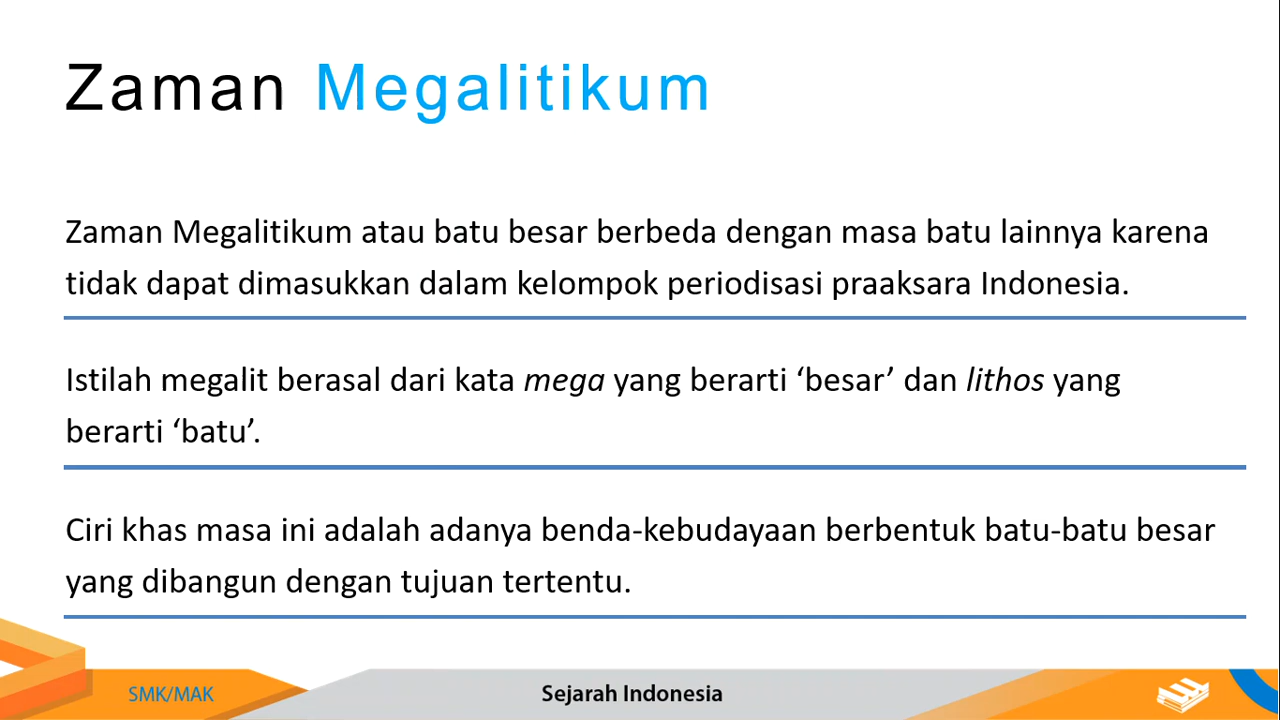 Zaman Megalitikum
Zaman Megalitikum atau batu besar berbeda dengan masa batu lainnya karena
tidak dapat dimasukkan dalam kelompok periodisasi praaksara Indonesia.
Istilah megalit berasal dari kata mega yang berarti ‘besar’ dan lithos yang
berarti ‘batu’.
Ciri khas masa ini adalah adanya benda-kebudayaan berbentuk batu-batu besar
yang dibangun dengan tujuan tertentu.
SMK/MAK
Sejarah Indonesia